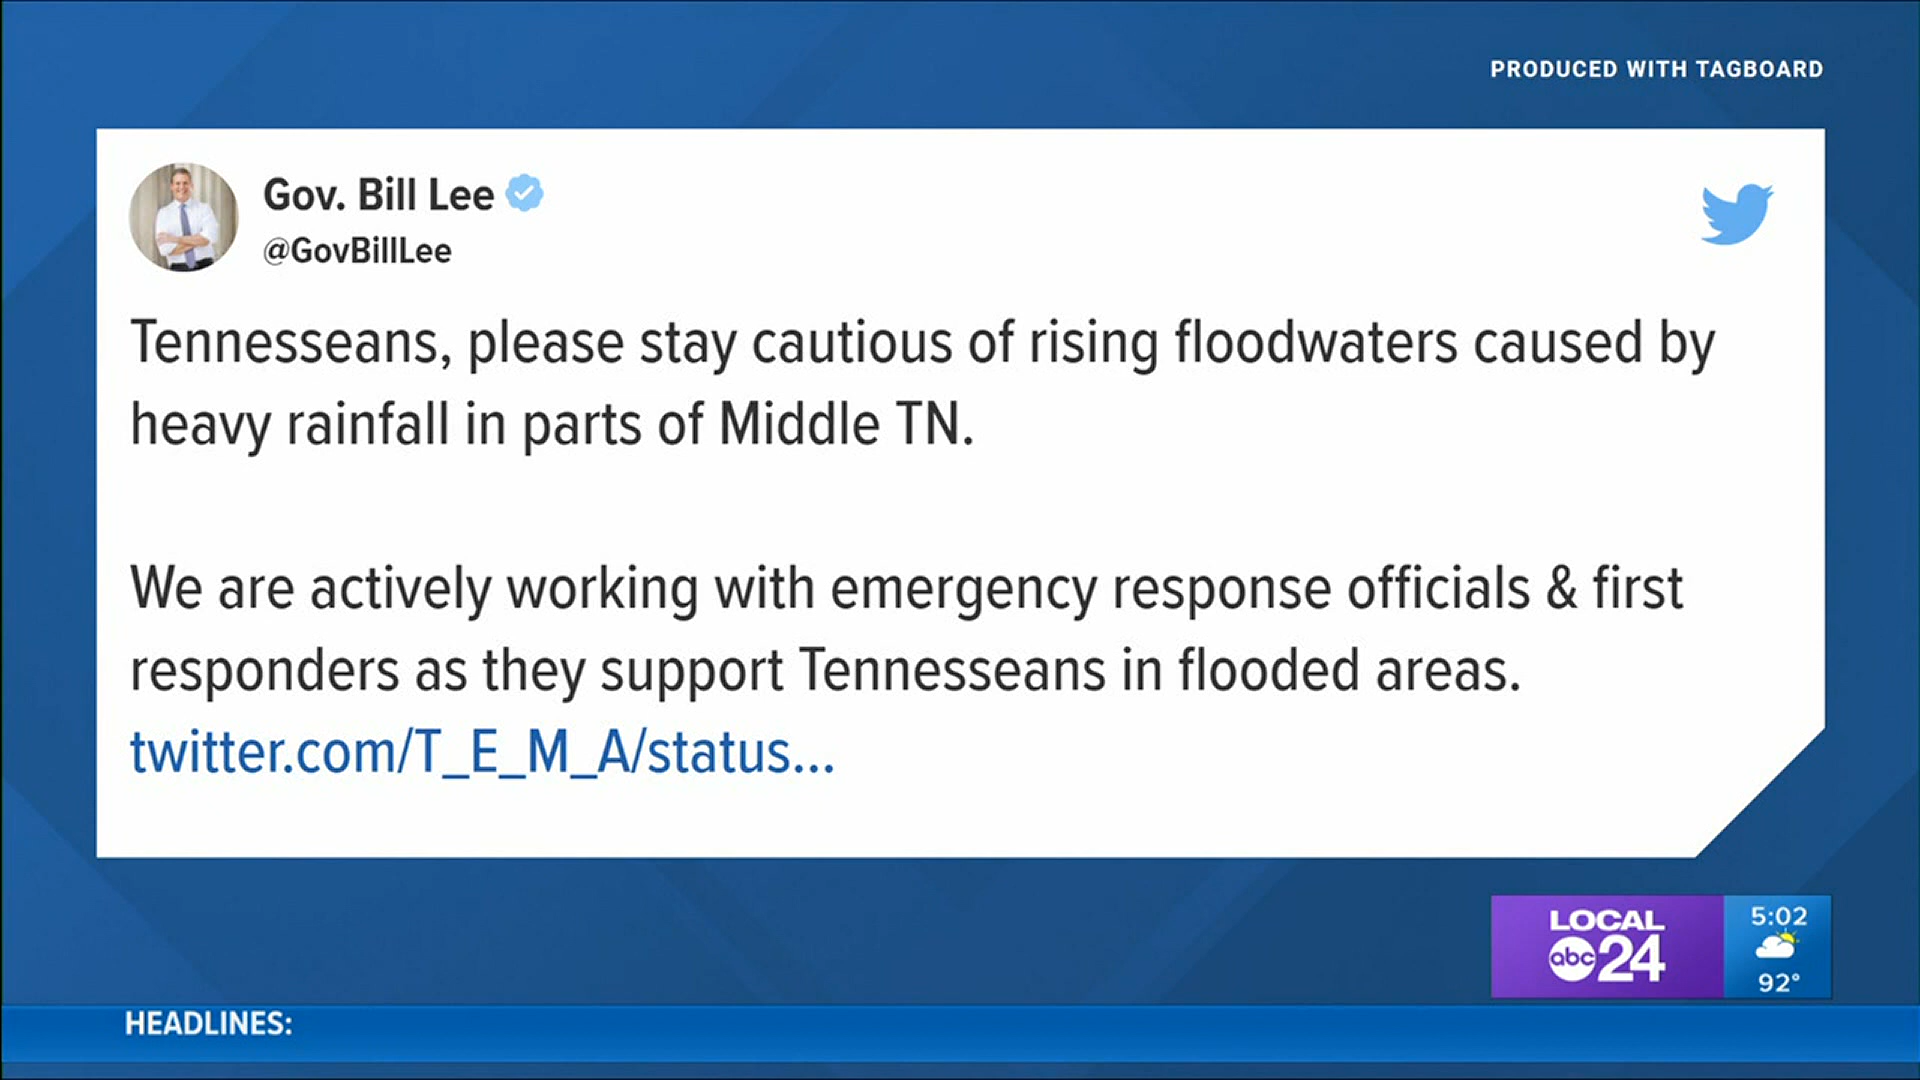 PRODUCED WITH TAGBOARD
Gov. Bill Lee
@GovBillLee
Tennesseans, please stay cautious of rising floodwaters caused by
heavy rainfall in parts of Middle TN.
We are actively working with emergency response officials & first
responders as they support Tennesseans in flooded areas.
twitter.com/T_E_M_A/status...
LOCAL
abc 24
5:02
92°
HEADLINES: